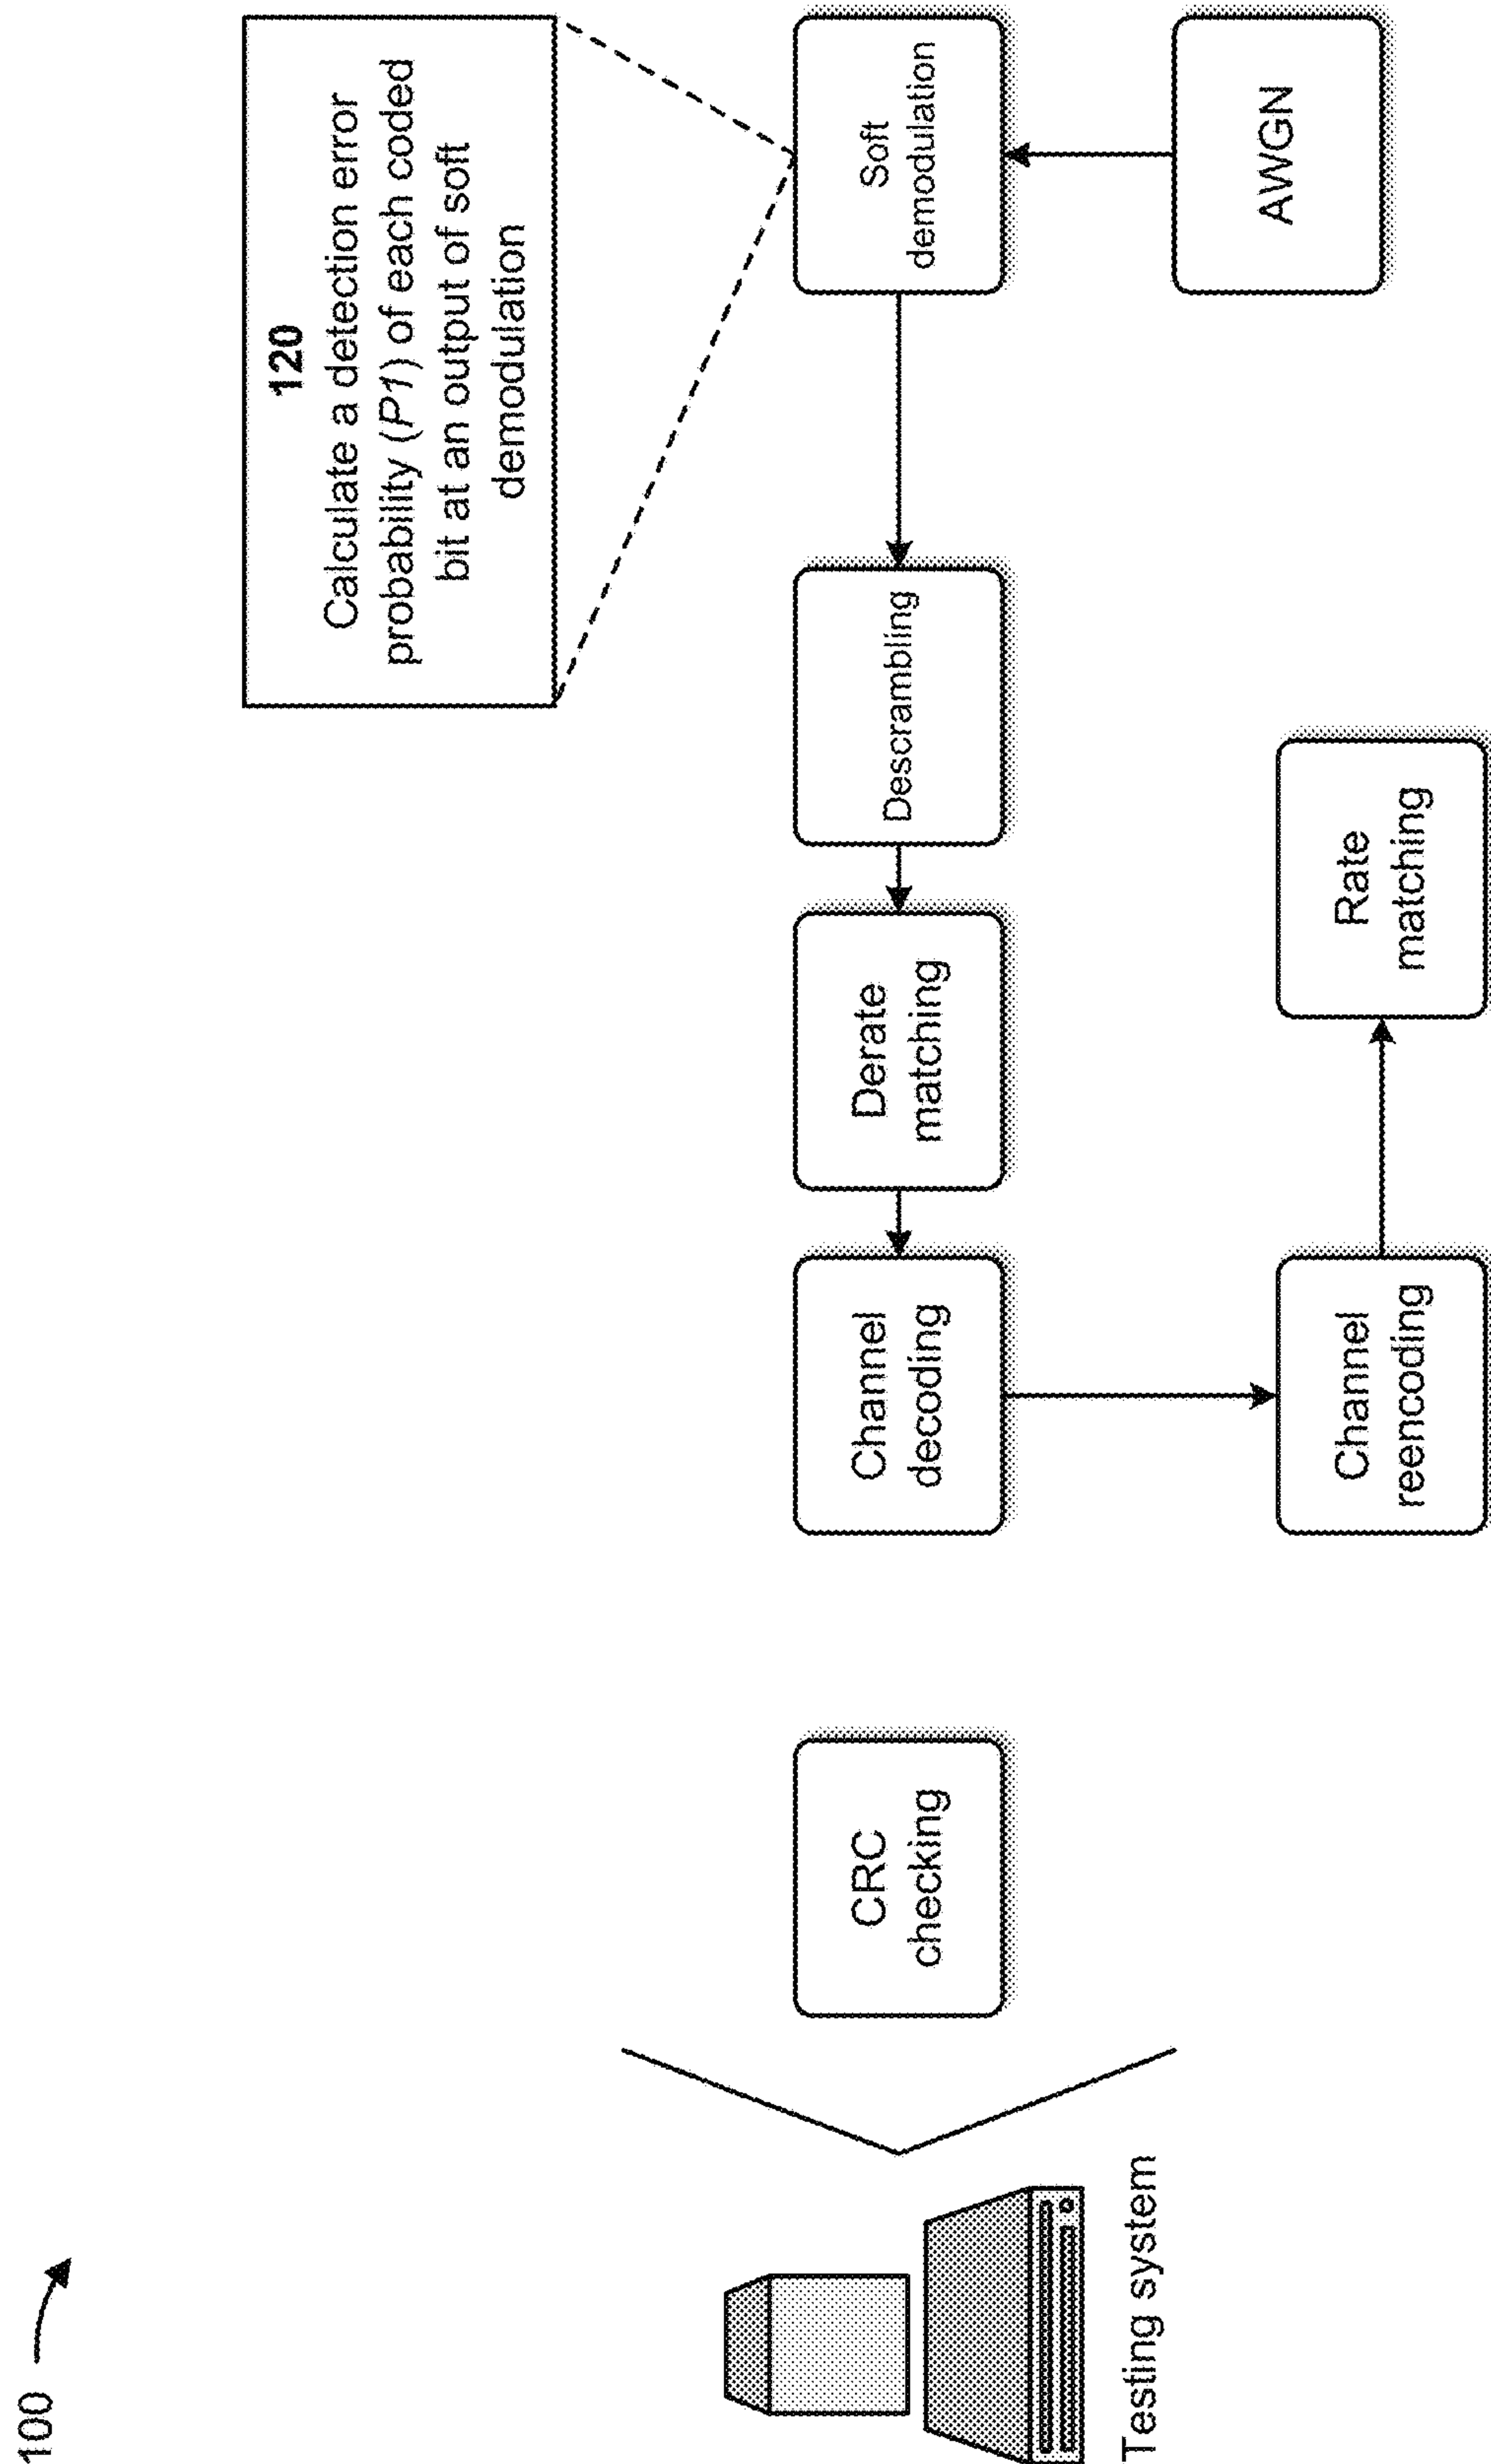 100
120
Calculate a detection error
probability (P1) of each coded
bit at an output of soft
demodulation
Testing system
CRC
checking
Channel
decoding
Derate
matching
Descrambling
Soft
demodulation
Channel
reencoding
Rate
matching
AWGN